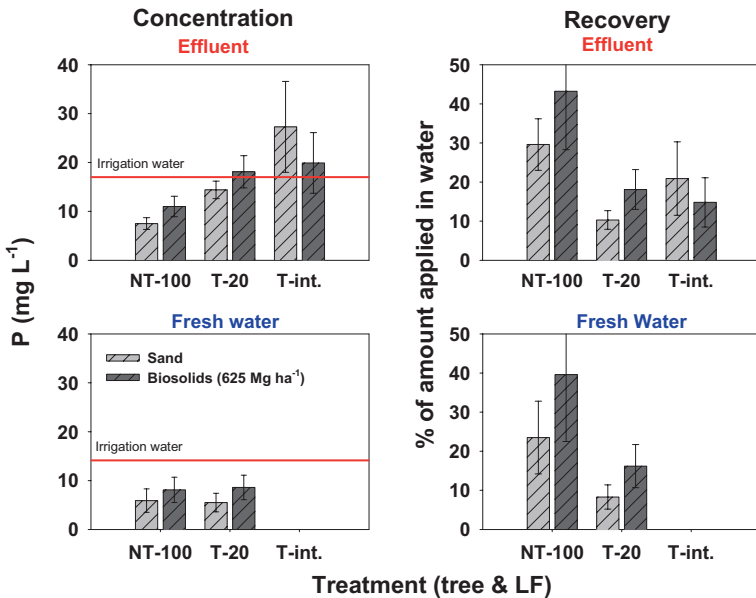 Concentration
Effluent
40
30
20
10
0
Irrigation water
NT-100 T-20 T-int.
Recovery
Effluent
50
40
30
20
10
0
NT-100 T-20 T-int.
P (mg L⁻¹)
Fresh water
40
30
20
10
0
Sand
Biosolids (625 Mg ha⁻¹)
Irrigation water
NT-100 T-20 T-int.
% of amount applied in water
Fresh Water
50
40
30
20
10
0
NT-100 T-20 T-int.
Treatment (tree & LF)